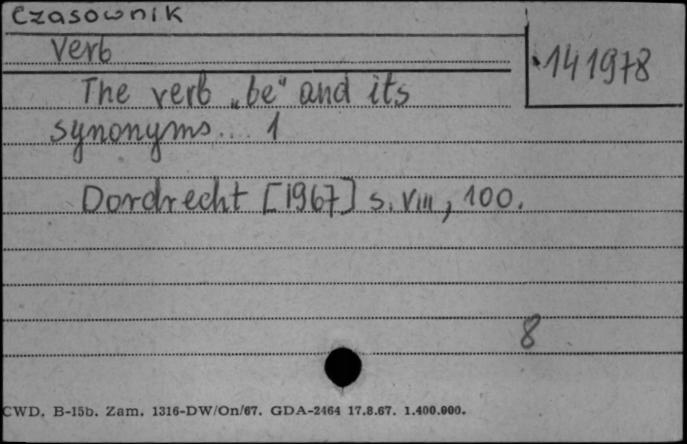 Czasownik
Verb
141978
The verb „be" and its
synonyms... 1
Dordrecht [1967] s. VIII, 100.
8
CWD. B-15b. Zam. 1316-DW/On/67. GDA-2464 17.8.67. 1.400.000.